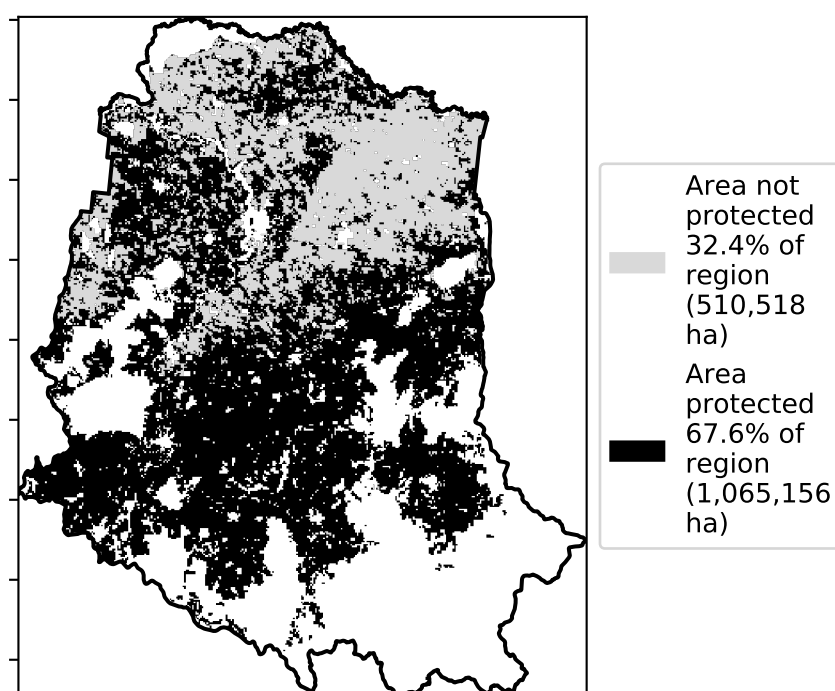 Area not
protected
32.4% of
region
(510,518
ha)
Area
protected
67.6% of
region
(1,065,156
ha)